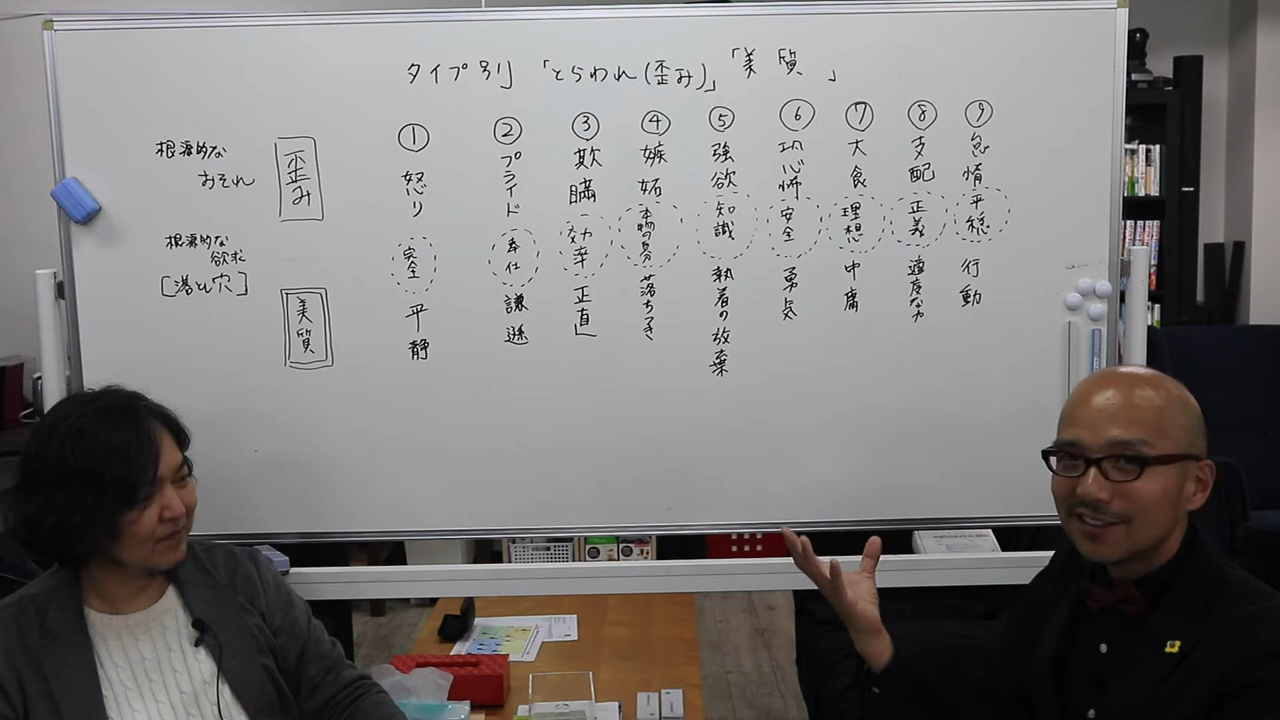 タイプ別 「とらわれ(歪み)」 「美質」
根源的な
おそれ
歪み
根源的な
欲求
[落とし穴]
美質
① 怒り 完全 平静
② プライド 奉仕 謙遜
③ 欺瞞 効率 正直
④ 嫉妬 本物の自分 落ちつき
⑤ 強欲 知識 執着の放棄
⑥ 恐怖 安全 勇気
⑦ 大食 理想 中庸
⑧ 支配 正義 適度な力
⑨ 怠惰 平穏 行動